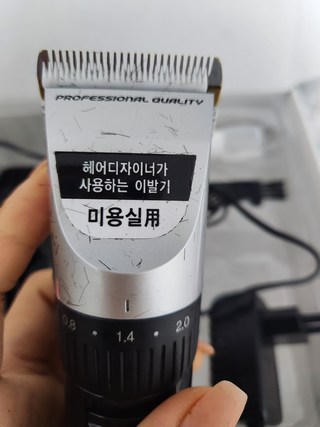 PROFESSIONAL QUALITY
헤어디자이너가
사용하는 이발기
미용실用
0.8 • 1.4 • 2.0